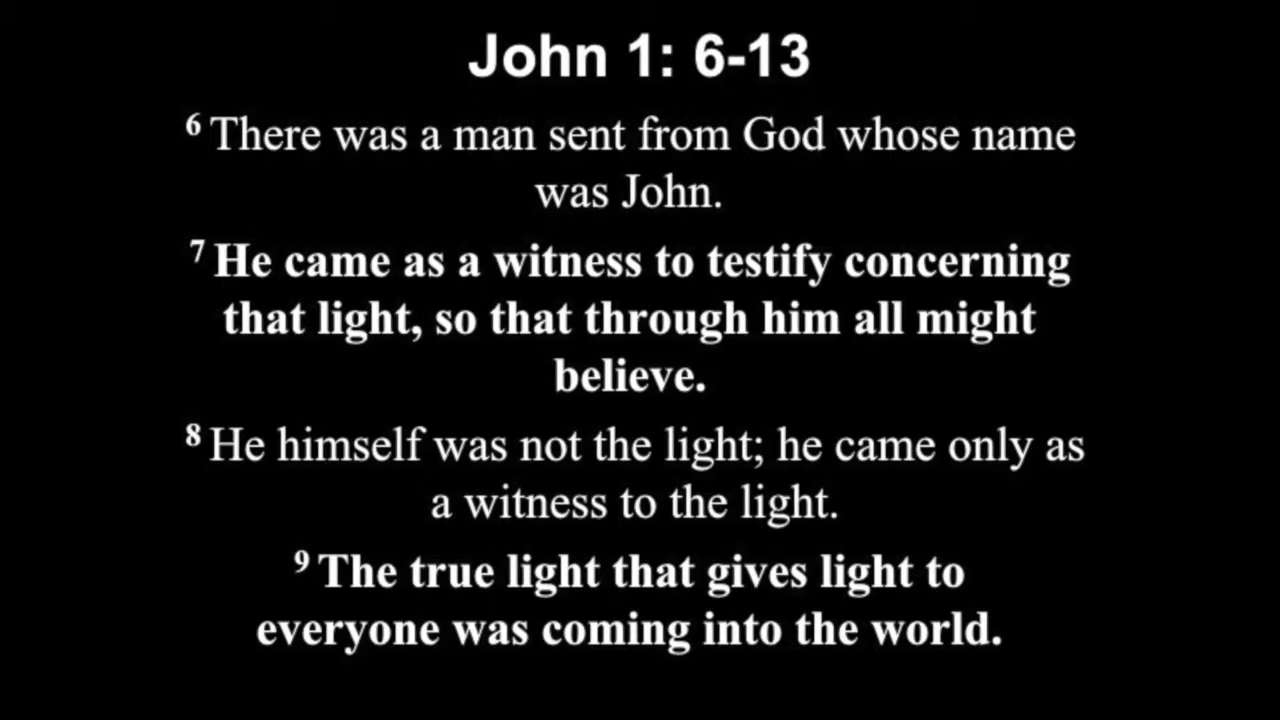 John 1: 6-13
6 There was a man sent from God whose name
was John.
7 He came as a witness to testify concerning
that light, so that through him all might
believe.
8 He himself was not the light; he came only as
a witness to the light.
9 The true light that gives light to
everyone was coming into the world.